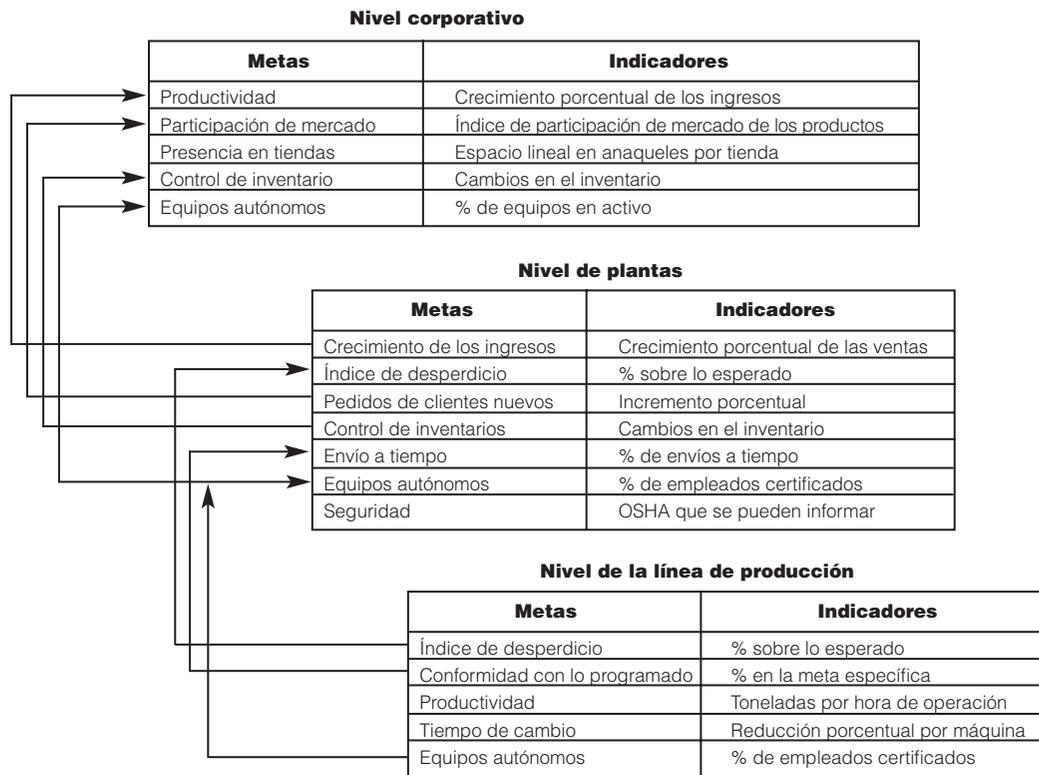 Nivel corporativo
Metas Indicadores
Productividad Crecimiento porcentual de los ingresos
Participación de mercado Índice de participación de mercado de los productos
Presencia en tiendas Espacio lineal en anaqueles por tienda
Control de inventario Cambios en el inventario
Equipos autónomos % de equipos en activo
Nivel de plantas
Metas Indicadores
Crecimiento de los ingresos Crecimiento porcentual de las ventas
Índice de desperdicio % sobre lo esperado
Pedidos de clientes nuevos Incremento porcentual
Control de inventarios Cambios en el inventario
Envío a tiempo % de envíos a tiempo
Equipos autónomos % de empleados certificados
Seguridad OSHA que se pueden informar
Nivel de la línea de producción
Metas Indicadores
Índice de desperdicio % sobre lo esperado
Conformidad con lo programado % en la meta específica
Productividad Toneladas por hora de operación
Tiempo de cambio Reducción porcentual por máquina
Equipos autónomos % de empleados certificados